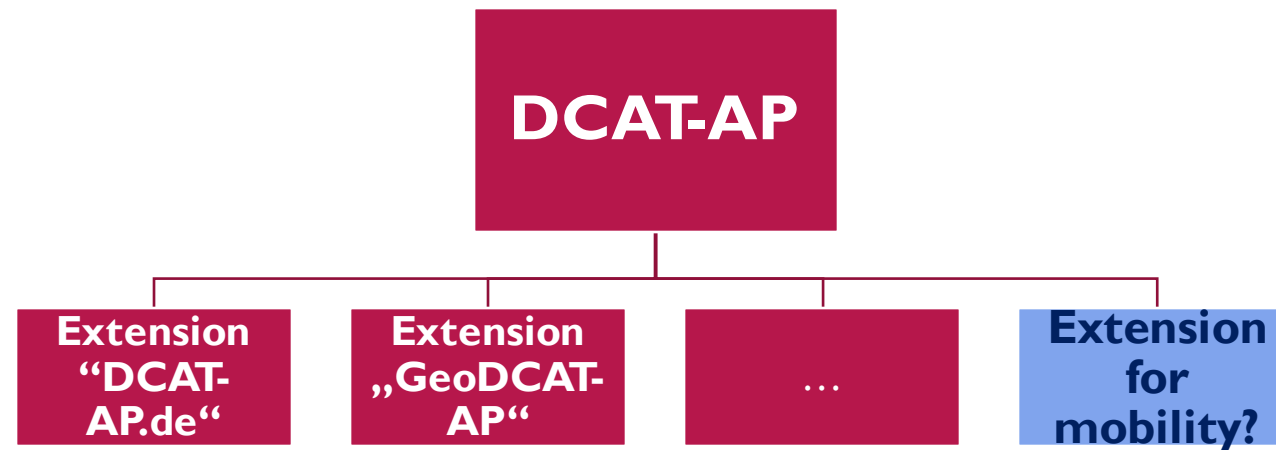 DCAT-AP
Extension
“DCAT-
AP.de“
Extension
„GeoDCAT-
AP“
…
Extension
for
mobility?